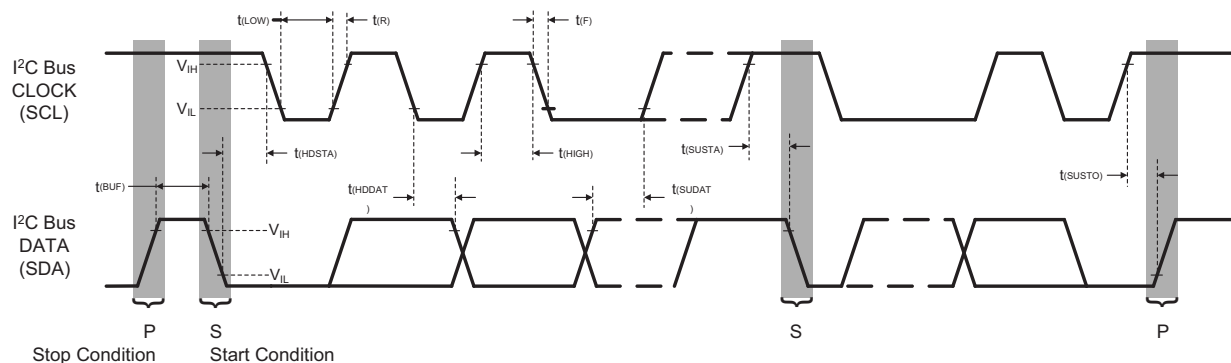 t(LOW) t(R) t(F)
I²C Bus
CLOCK
(SCL)
VIH
VIL
t(HDSTA) t(HIGH) t(SUSTA)
t(BUF) t(HDDAT
) t(SUDAT
) t(SUSTO)
I²C Bus
DATA
(SDA)
VIH
VIL
P S S P
Stop Condition Start Condition